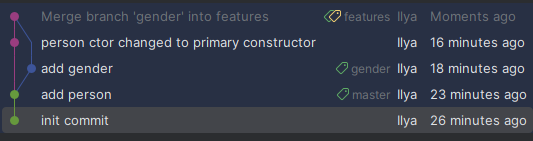 Merge branch 'gender' into features features Ilya Moments ago
person ctor changed to primary constructor Ilya 16 minutes ago
add gender gender Ilya 18 minutes ago
add person master Ilya 23 minutes ago
init commit Ilya 26 minutes ago